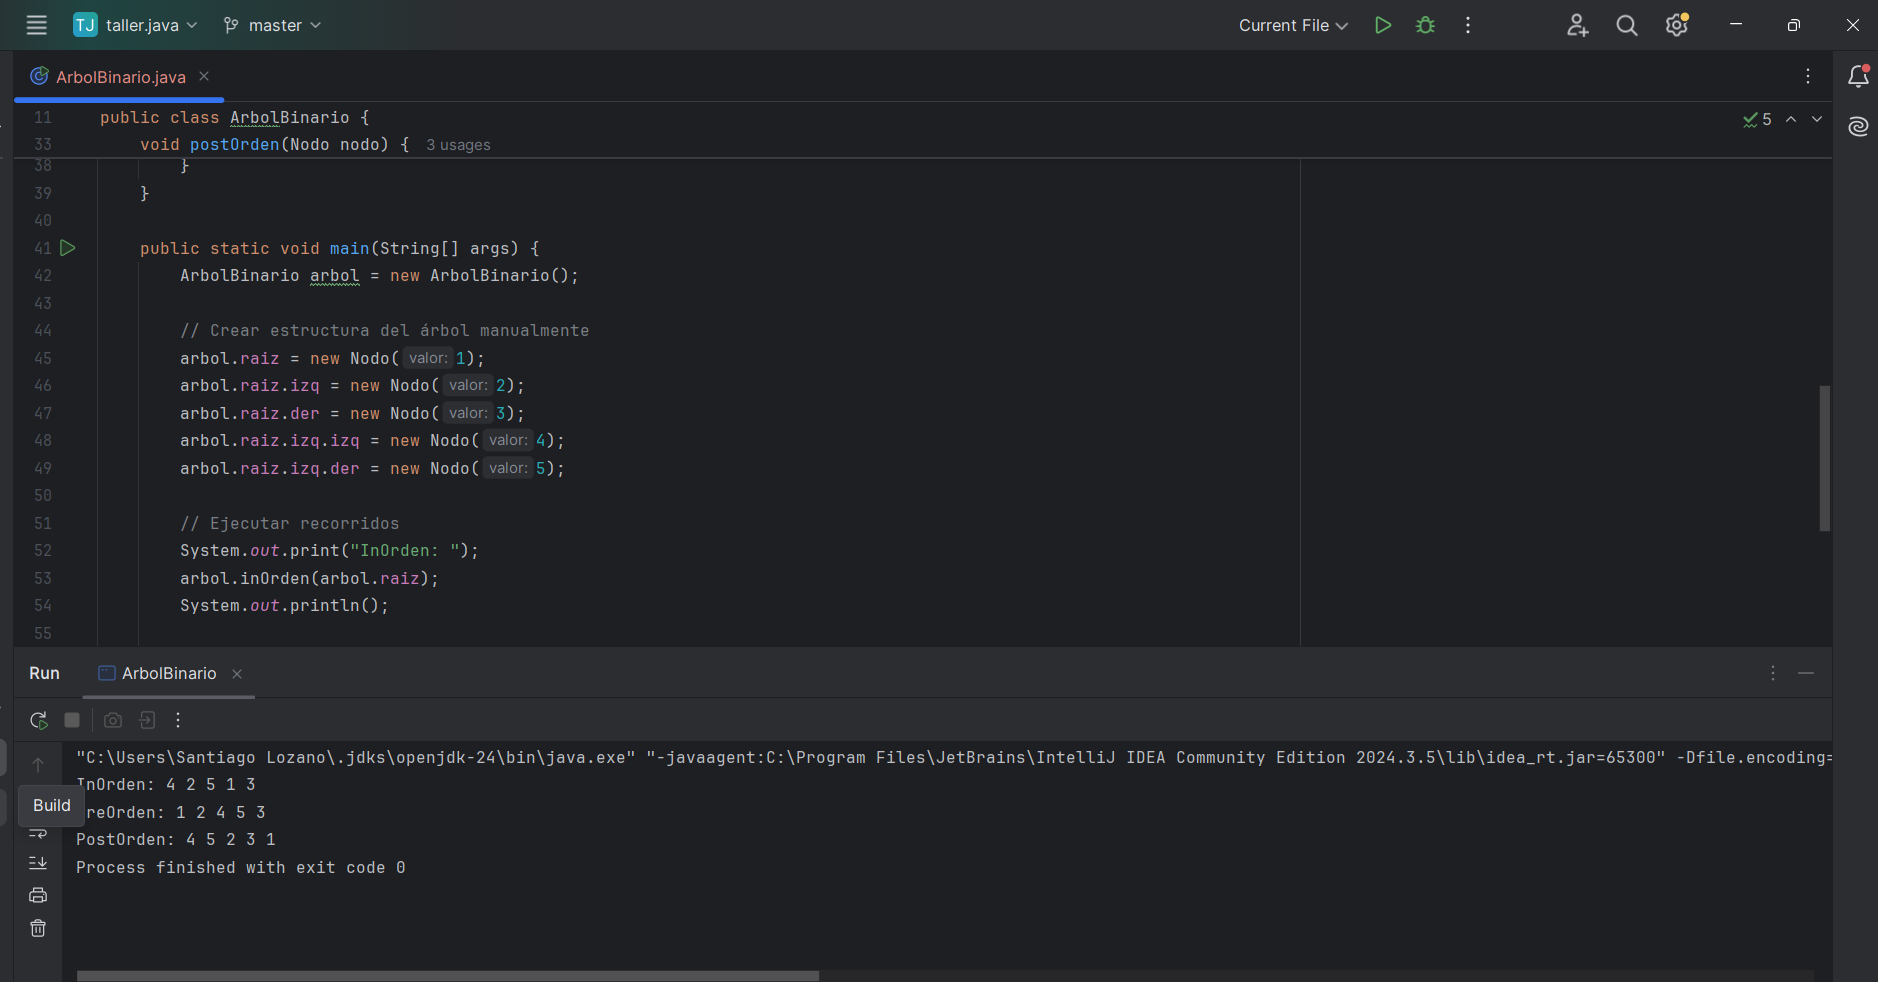 TJ taller.java master Current File
ArbolBinario.java
11 public class ArbolBinario { 5
33 void postOrden(Nodo nodo) { 3 usages
38 }
39 }
40
41 public static void main(String[] args) {
42 ArbolBinario arbol = new ArbolBinario();
43
44 // Crear estructura del árbol manualmente
45 arbol.raiz = new Nodo( valor: 1);
46 arbol.raiz.izq = new Nodo( valor: 2);
47 arbol.raiz.der = new Nodo( valor: 3);
48 arbol.raiz.izq.izq = new Nodo( valor: 4);
49 arbol.raiz.izq.der = new Nodo( valor: 5);
50
51 // Ejecutar recorridos
52 System.out.print("InOrden: ");
53 arbol.inOrden(arbol.raiz);
54 System.out.println();
55
Run ArbolBinario
"C:\Users\Santiago Lozano\.jdks\openjdk-24\bin\java.exe" "-javaagent:C:\Program Files\JetBrains\IntelliJ IDEA Community Edition 2024.3.5\lib\idea_rt.jar=65300" -Dfile.encoding=
InOrden: 4 2 5 1 3
Build
reOrden: 1 2 4 5 3
PostOrden: 4 5 2 3 1
Process finished with exit code 0